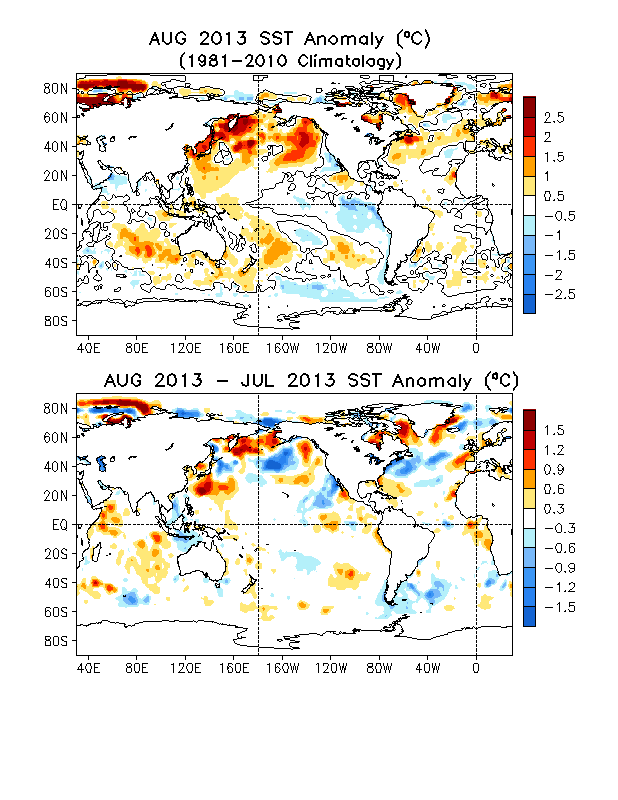 AUG 2013 SST Anomaly (°C)
(1981-2010 Climatology)
80N
60N
40N
20N
EQ
20S
40S
60S
80S
40E 80E 120E 160E 160W 120W 80W 40W 0
2.5
2
1.5
1
0.5
-0.5
-1
-1.5
-2
-2.5
AUG 2013 - JUL 2013 SST Anomaly (°C)
80N
60N
40N
20N
EQ
20S
40S
60S
80S
40E 80E 120E 160E 160W 120W 80W 40W 0
1.5
1.2
0.9
0.6
0.3
-0.3
-0.6
-0.9
-1.2
-1.5